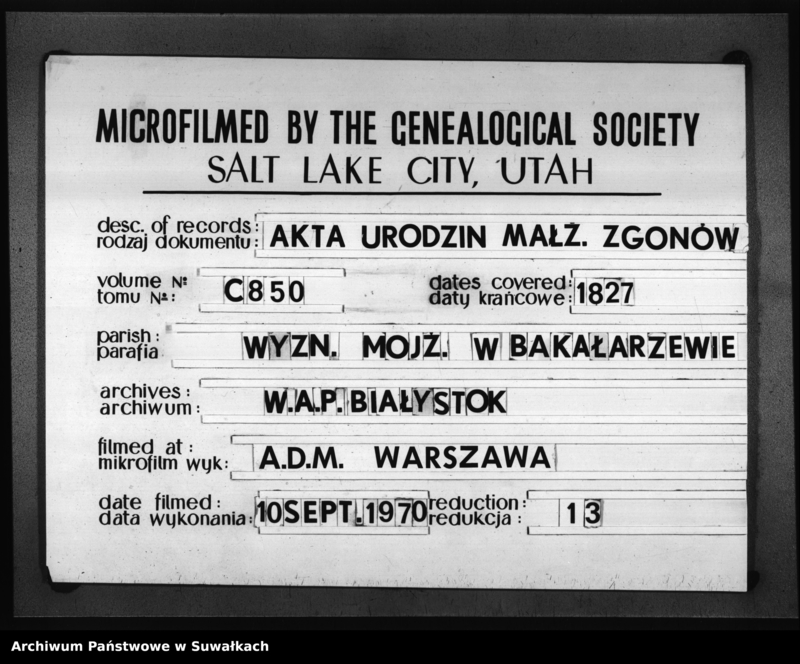 MICROFILMED BY THE GENEALOGICAL SOCIETY
SALT LAKE CITY, UTAH
desc. of records:
rodzaj dokumentu: AKTA URODZIN MAŁŻ. ZGONÓW
volume Nº
tomu Nº: C850
dates covered:
daty krańcowe: 1827
parish:
parafia WYZN. MOJŻ. W BAKAŁARZEWIE
archives:
archiwum: W.A.P. BIAŁYSTOK
filmed at:
mikrofilm wyk: A.D.M. WARSZAWA
date filmed:
data wykonania: 10 SEPT. 1970
reduction:
redukcja: 13
Archiwum Państwowe w Suwałkach